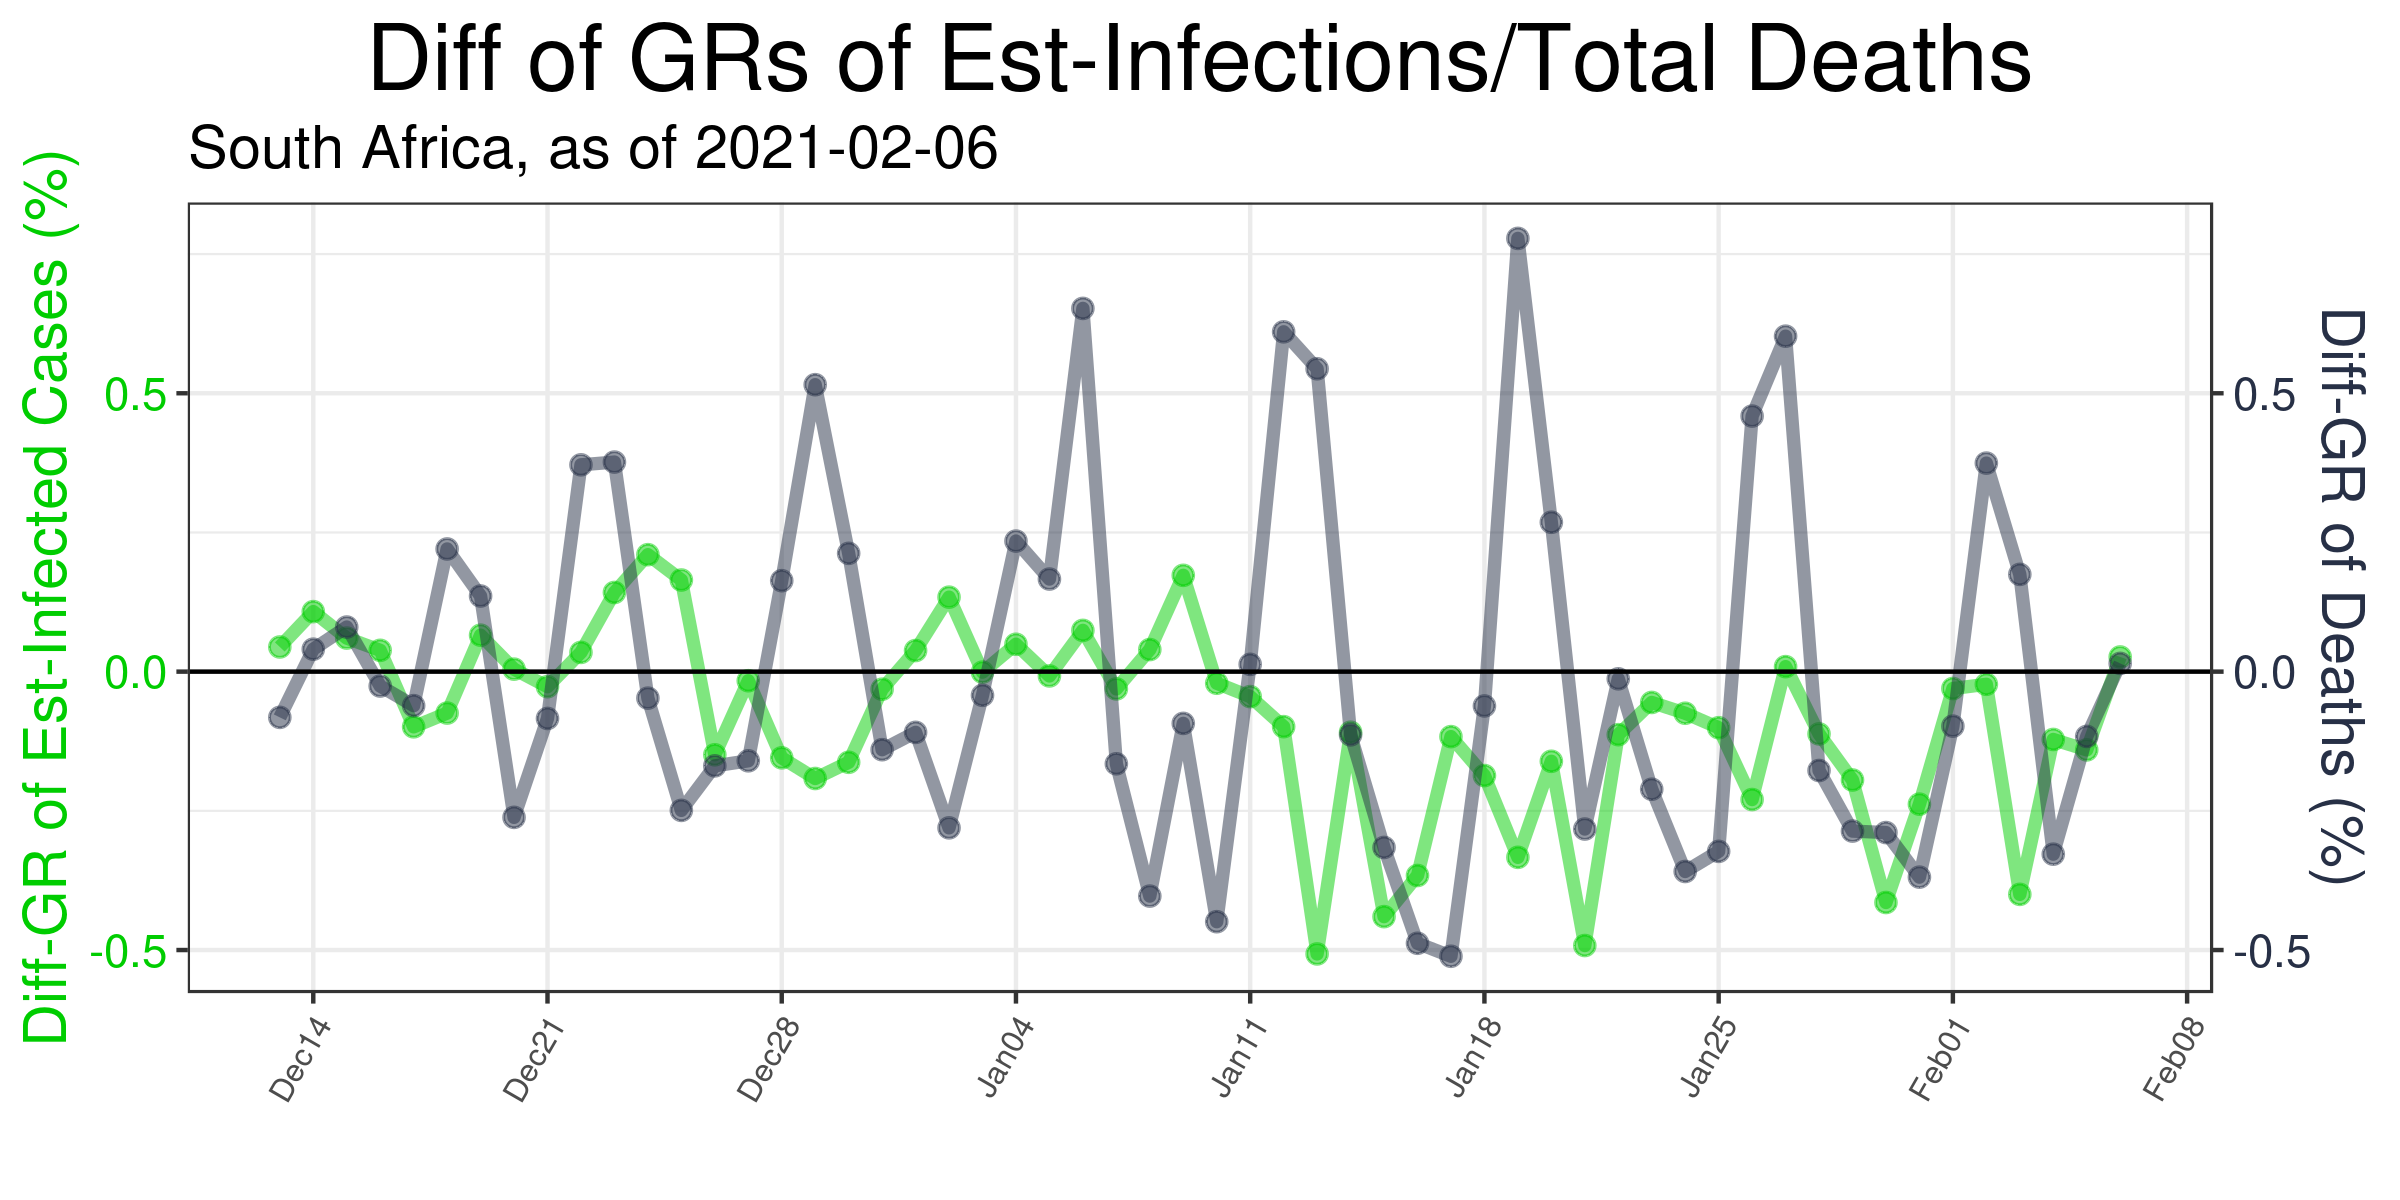 Diff of GRs of Est-Infections/Total Deaths
South Africa, as of 2021-02-06
Diff-GR of Est-Infected Cases (%)
0.5
0.0
-0.5
0.5
0.0
-0.5
Diff-GR of Deaths (%)
Dec14
Dec21
Dec28
Jan04
Jan11
Jan18
Jan25
Feb01
Feb08